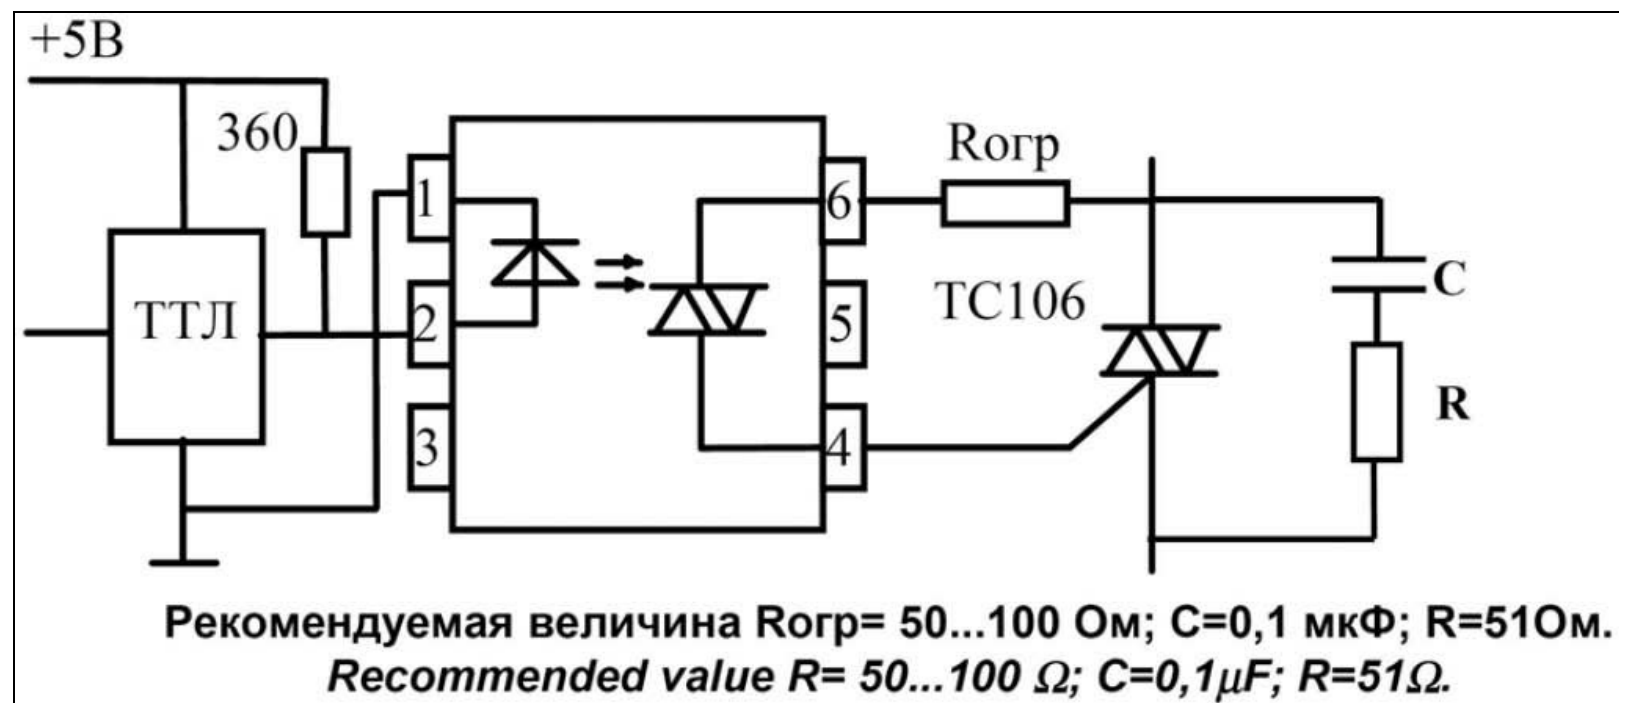 +5В
360
Rогр
1
6
ТТЛ
2
5
ТС106
C
3
4
R
Рекомендуемая величина Rогр= 50...100 Ом; С=0,1 мкФ; R=51Ом.
Recommended value R= 50...100 Ω; C=0,1μF; R=51Ω.